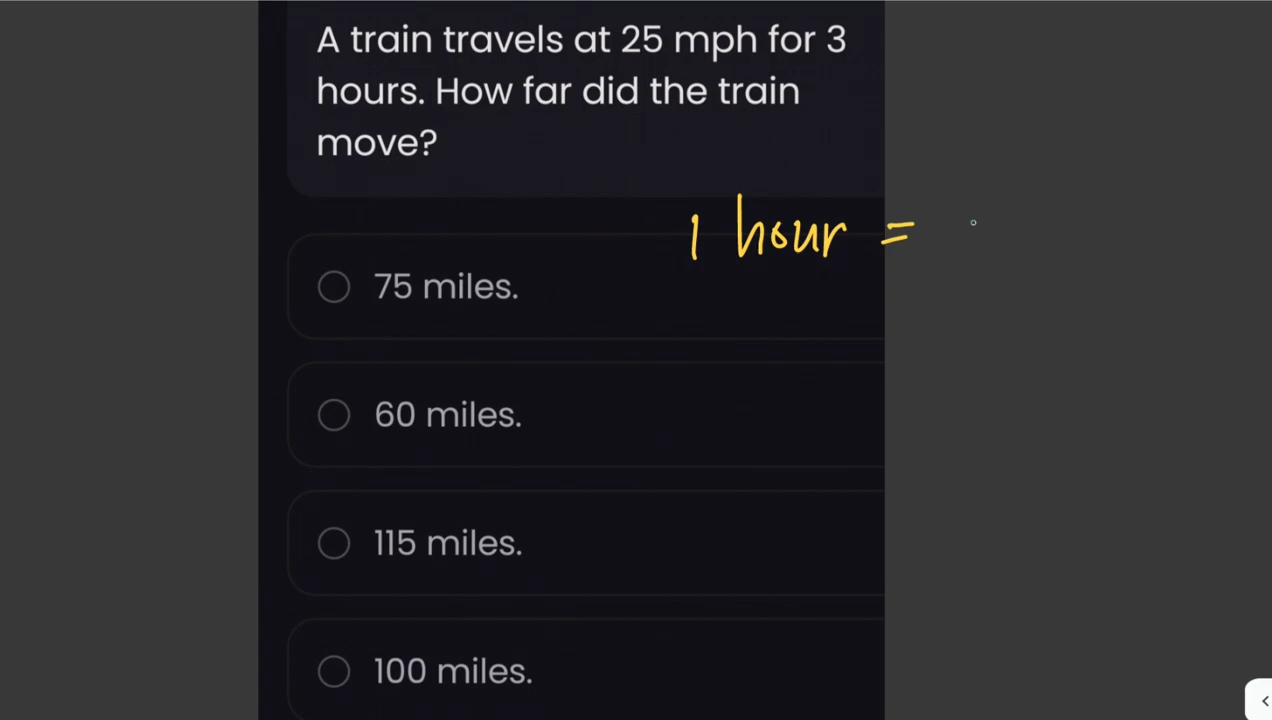 A train travels at 25 mph for 3
hours. How far did the train
move?
1 hour =
75 miles.
60 miles.
115 miles.
100 miles.